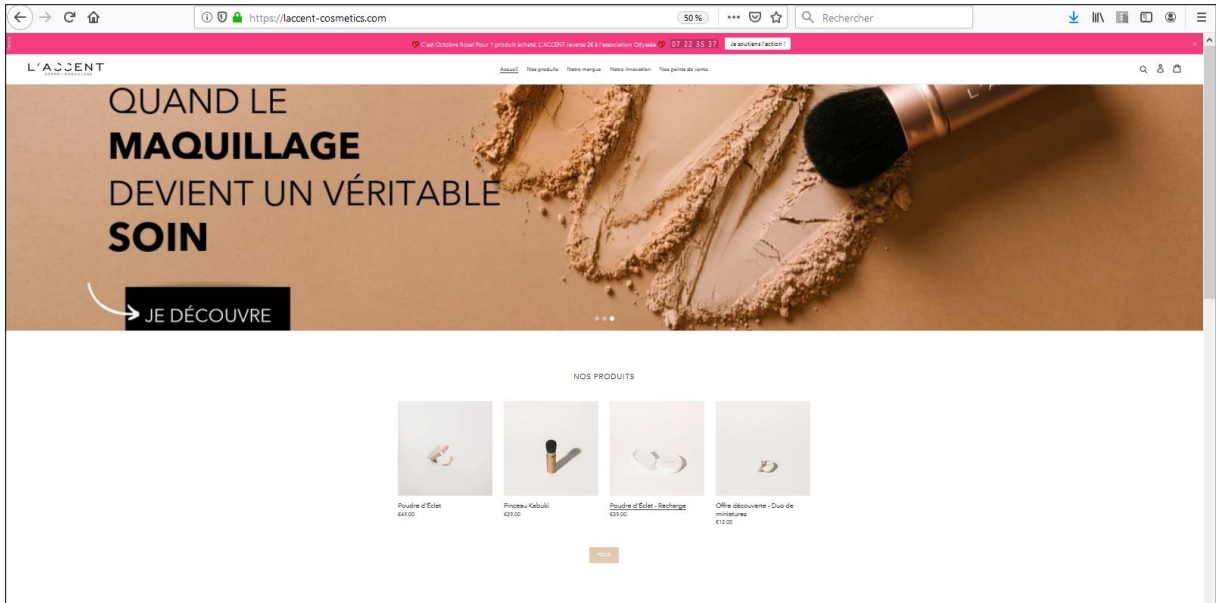 https://laccent-cosmetics.com
50 %
Rechercher
C'est Octobre Rose! Pour 1 produit acheté, L'ACCENT reverse 2€ à l'association Odyssée
07 22 35 37
Je soutiens l'action !
L'ACCENT
Accueil
Nos produits
Notre marque
Notre innovation
Nos points de vente
QUAND LE
MAQUILLAGE
DEVIENT UN VÉRITABLE
SOIN
JE DÉCOUVRE
NOS PRODUITS
Poudre d'Éclat
€49,00
Pinceau Kabuki
€29,00
Poudre d'Éclat - Recharge
€39,00
Offre découverte - Duo de
miniatures
€12,00